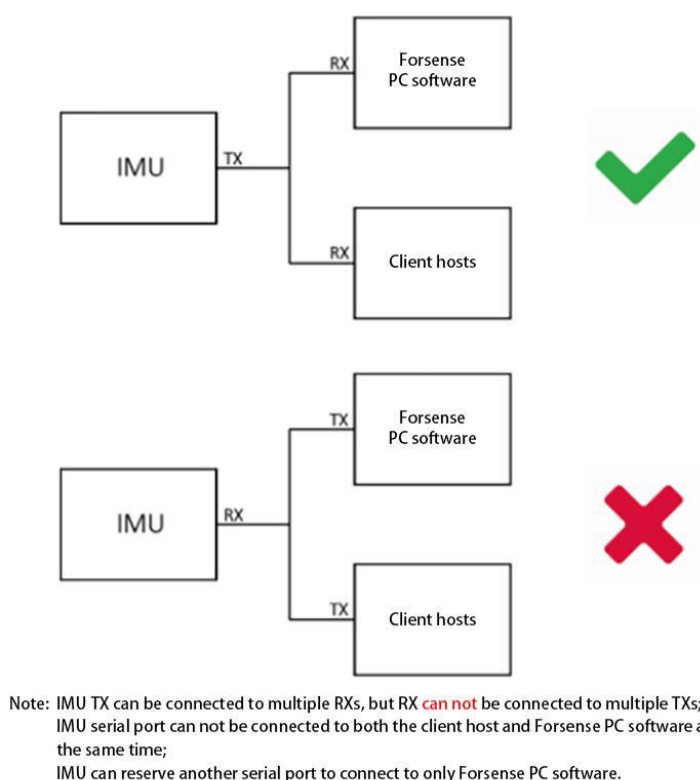 RX
Forsense
PC software
IMU
TX
RX
Client hosts
TX
Forsense
PC software
IMU
RX
TX
Client hosts
Note: IMU TX can be connected to multiple RXs, but RX can not be connected to multiple TXs;
IMU serial port can not be connected to both the client host and Forsense PC software a
the same time;
IMU can reserve another serial port to connect to only Forsense PC software.